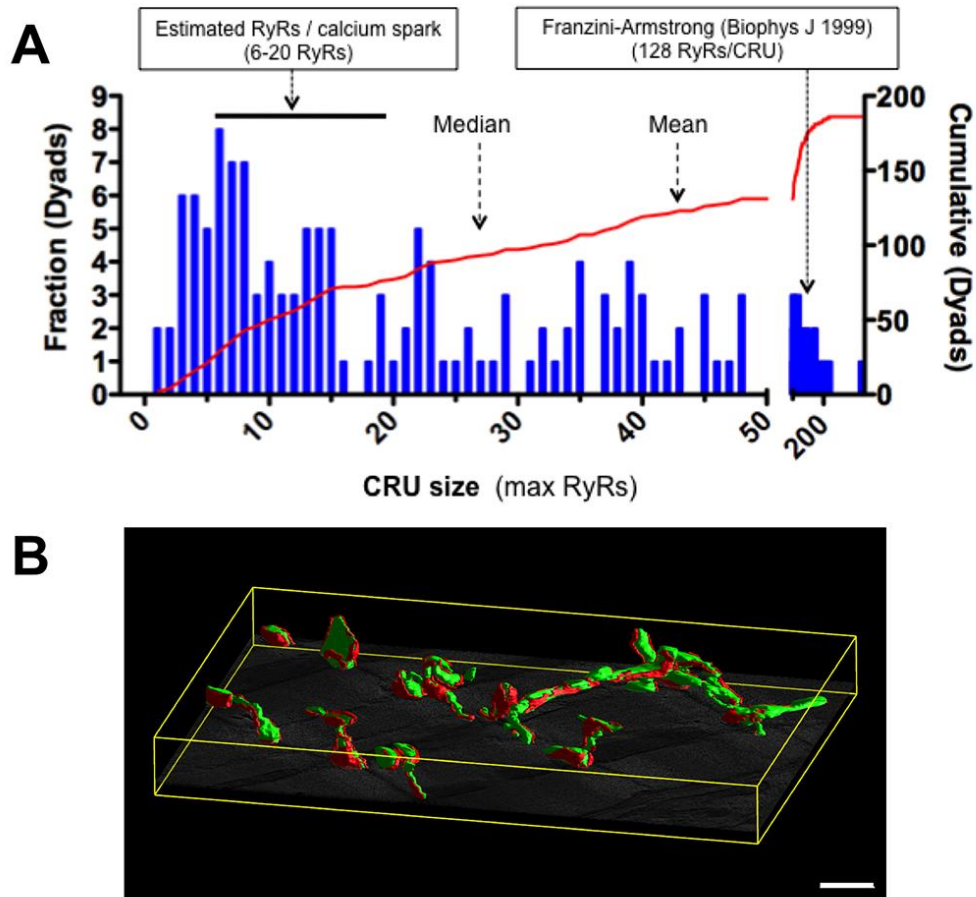 A
Estimated RyRs / calcium spark
(6-20 RyRs)
Franzini-Armstrong (Biophys J 1999)
(128 RyRs/CRU)
Median
Mean
Fraction (Dyads)
9
8
7
6
5
4
3
2
1
0
200
150
100
50
0
Cumulative (Dyads)
0
10
20
30
40
50
200
CRU size (max RyRs)
B